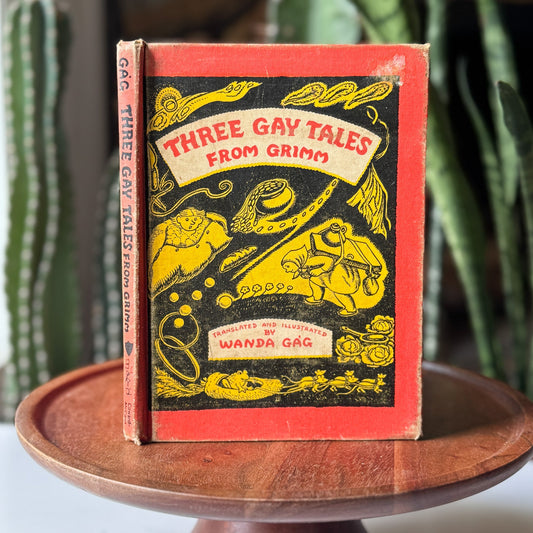 GÁG THREE GAY TALES FROM GRIMM
THREE GAY TALES
FROM GRIMM
TRANSLATED AND ILLUSTRATED BY
WANDA GÁG